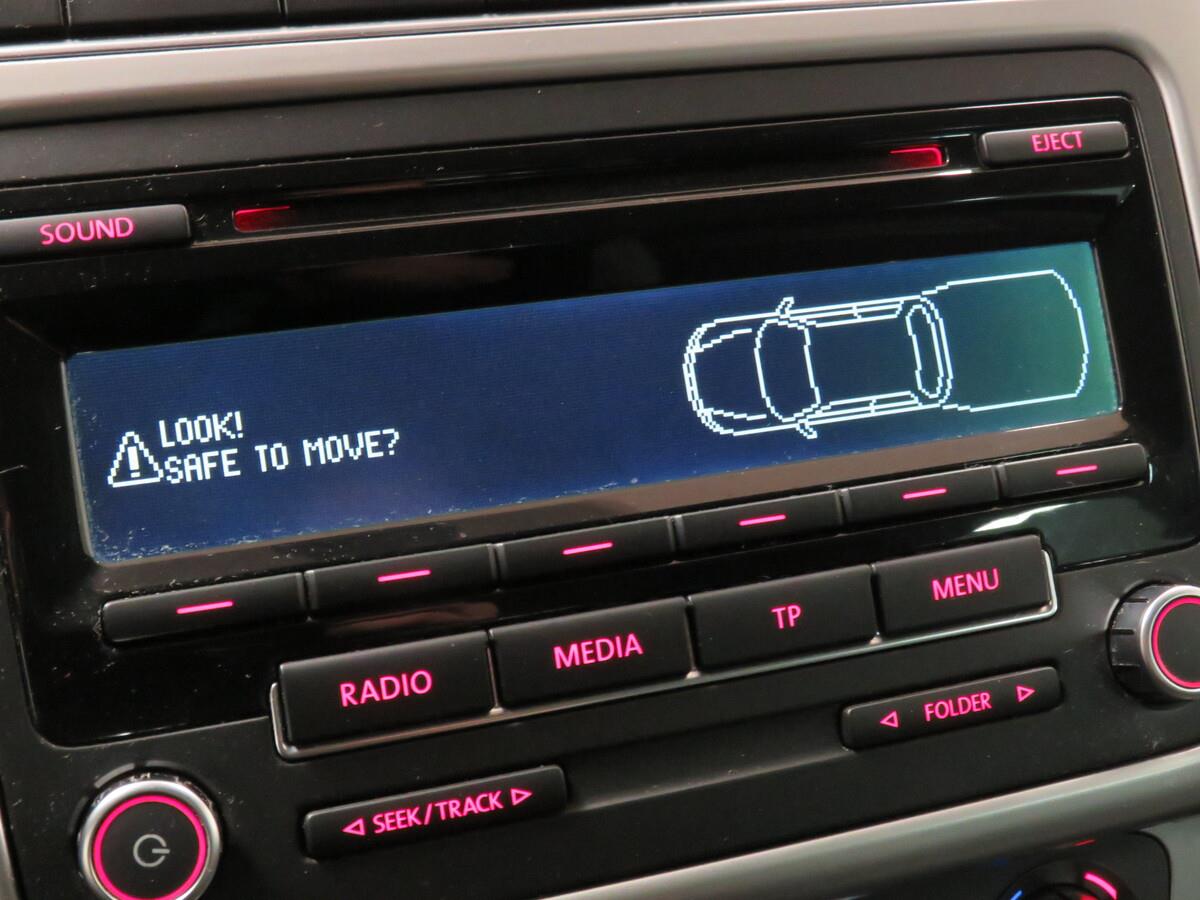 EJECT
SOUND
LOOK!
SAFE TO MOVE?
RADIO
MEDIA
TP
MENU
SEEK/TRACK
FOLDER